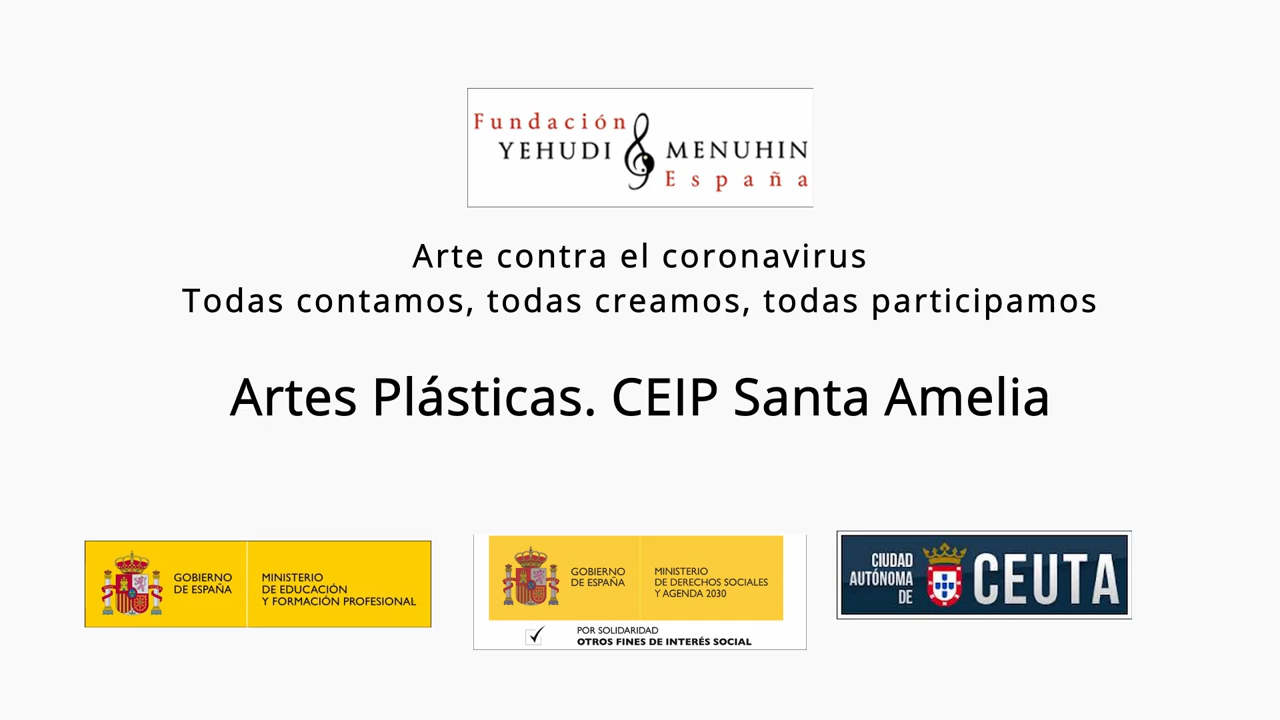 Fundación
YEHUDI MENUHIN
España
Arte contra el coronavirus
Todas contamos, todas creamos, todas participamos
Artes Plásticas. CEIP Santa Amelia
GOBIERNO
DE ESPAÑA
MINISTERIO
DE EDUCACIÓN
Y FORMACIÓN PROFESIONAL
GOBIERNO
DE ESPAÑA
MINISTERIO
DE DERECHOS SOCIALES
Y AGENDA 2030
POR SOLIDARIDAD
OTROS FINES DE INTERÉS SOCIAL
CIUDAD
AUTÓNOMA
DE
CEUTA